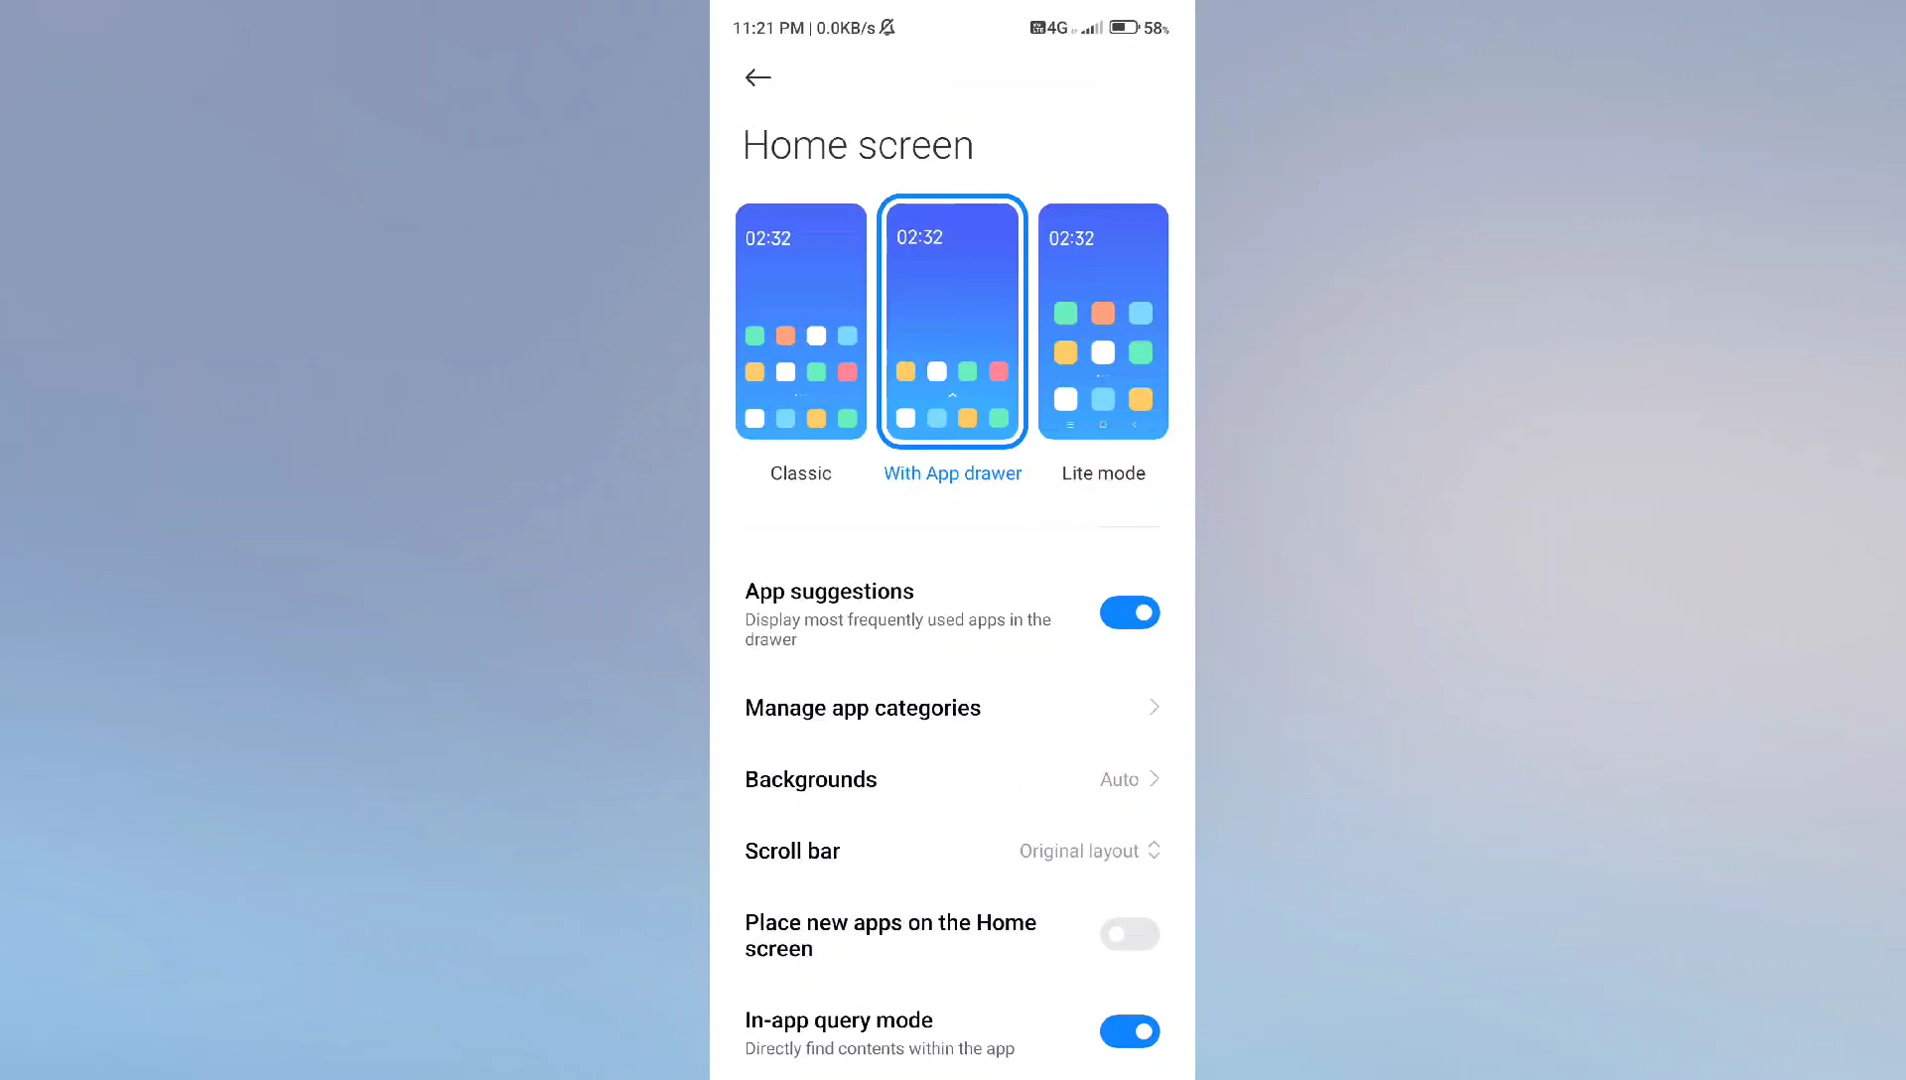 11:21 PM | 0.0KB/s
Vo LTE 4G 58%
Home screen
02:32 02:32 02:32
Classic With App drawer Lite mode
App suggestions
Display most frequently used apps in the
drawer
Manage app categories
Backgrounds Auto
Scroll bar Original layout
Place new apps on the Home
screen
In-app query mode
Directly find contents within the app